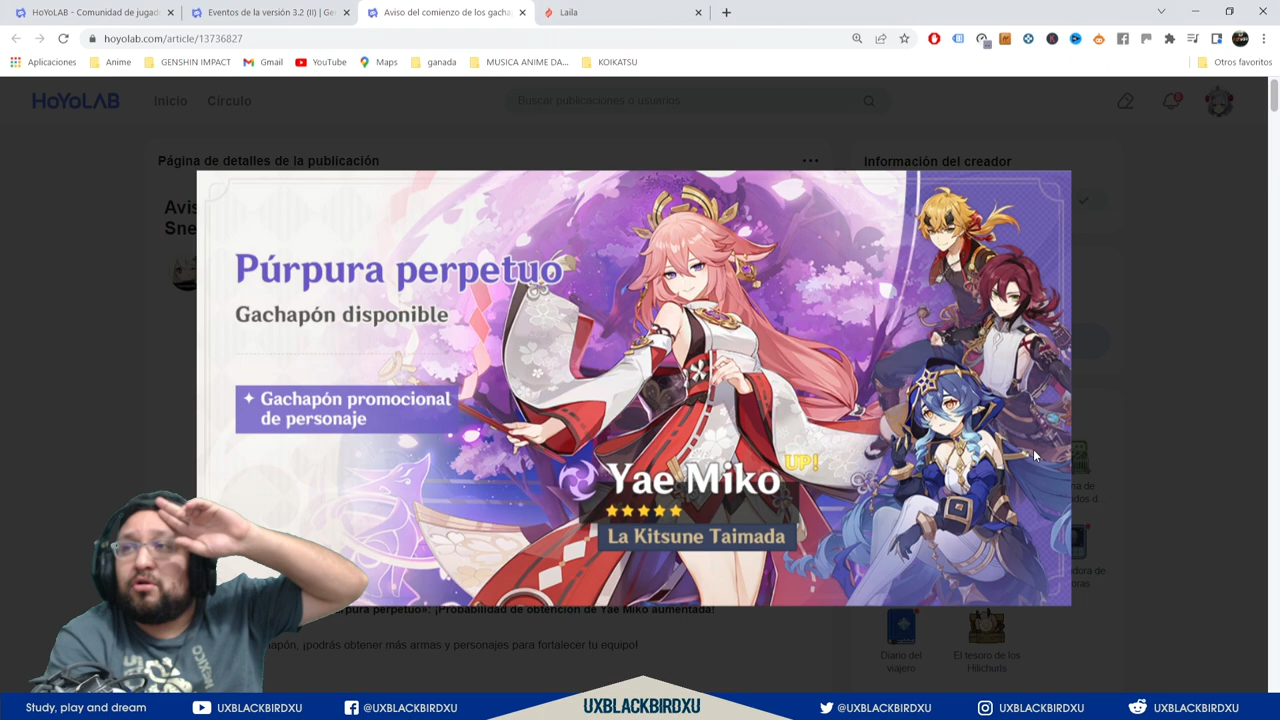 HoYoLAB - Comunidad de jugad
Eventos de la versión 3.2 (II) | Ge
Aviso del comienzo de los gacha
Laila
hoyolab.com/article/13736827
Aplicaciones
Anime
GENSHIN IMPACT
Gmail
YouTube
Maps
ganada
MUSICA ANIME DA...
KOIKATSU
Otros favoritos
HoYoLAB
Inicio
Círculo
Buscar publicaciones o usuarios
6
Página de detalles de la publicación
Información del creador
Avis
Sne
Púrpura perpetuo
Gachapón disponible
Gachapón promocional
de personaje
UP!
Yae Miko
La Kitsune Taimada
úrpura perpetuo»: ¡Probabilidad de obtención de Yae Miko aumentada!
hapón, ¡podrás obtener más armas y personajes para fortalecer tu equipo!
Diario del
viajero
El tesoro de los
Hilichurls
Study, play and dream
UXBLACKBIRDXU
@UXBLACKBIRDXU
UXBLACKBIRDXU
@UXBLACKBIRDXU
UXBLACKBIRDXU
UXBLACKBIRDXU